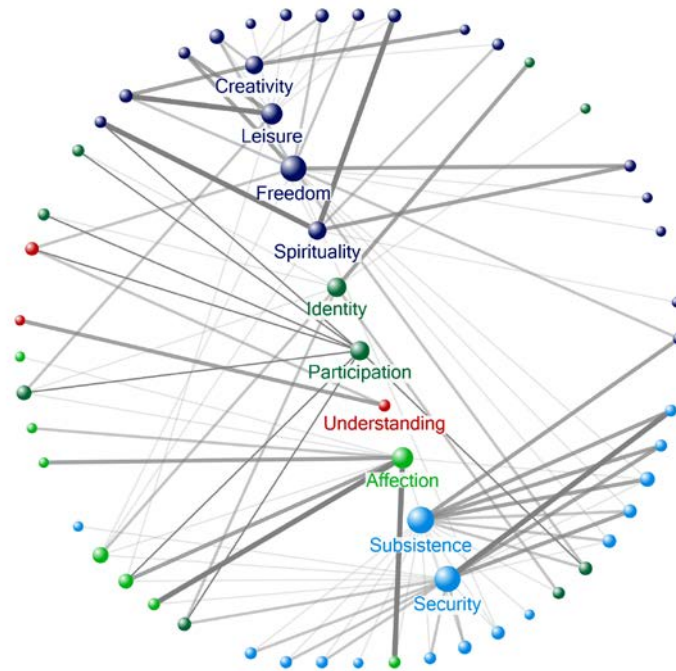 Creativity
Leisure
Freedom
Spirituality
Identity
Participation
Understanding
Affection
Subsistence
Security